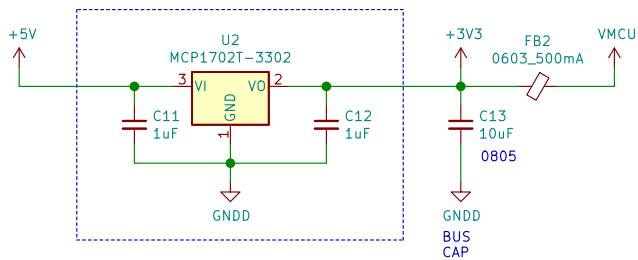 +5V
U2
MCP1702T-3302
3
VI
VO
2
GND
1
C11
1uF
C12
1uF
GNDD
+3V3
FB2
0603_500mA
VMCU
C13
10uF
0805
GNDD
BUS
CAP